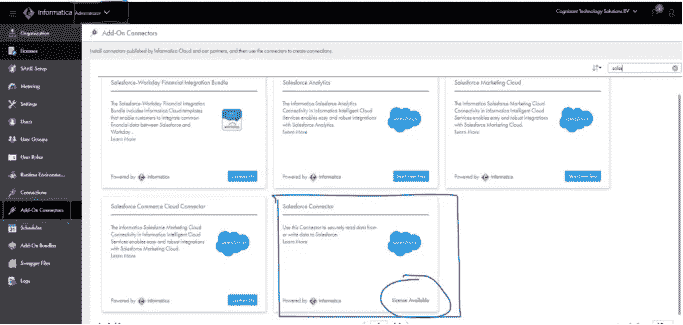 Informatica Administrator
Cognizant Technology Solutions BV
Organization
Licenses
SAML Setup
Metering
Settings
Users
User Groups
User Roles
Runtime Environme...
Connections
Add-On Connectors
Schedules
Add-On Bundles
Swagger Files
Logs
Add-On Connectors
Install connectors published by Informatica Cloud and our partners, and then use the connectors to create connections.
sales
Salesforce-Workday Financial Integration Bundle
The Salesforce-Workday Financial Integration
Bundle includes Informatica Cloud templates
that enable customers to integrate common
financial data between Salesforce and
Workday...
Learn More
Powered by Informatica
Contact Us
Salesforce Analytics
The Informatica Salesforce Analytics
Connectivity in Informatica Intelligent Cloud
Services enables easy and robust integrations
with Salesforce Analytics.
Learn More
Powered by Informatica
Salesforce Marketing Cloud
The Informatica Salesforce Marketing Cloud
Connectivity in Informatica Intelligent Cloud
Services enables easy and robust integrations
with Salesforce Marketing Cloud.
Learn More
Powered by Informatica
Salesforce Commerce Cloud Connector
The Informatica Salesforce Marketing Cloud
Connectivity in Informatica Intelligent Cloud
Services enables easy and robust integrations
with Salesforce Marketing Cloud.
Learn More
Powered by Informatica
Contact Us
Salesforce Connector
Use this Connector to securely read data from
or write data to Salesforce.
Learn More
Powered by Informatica
License Available